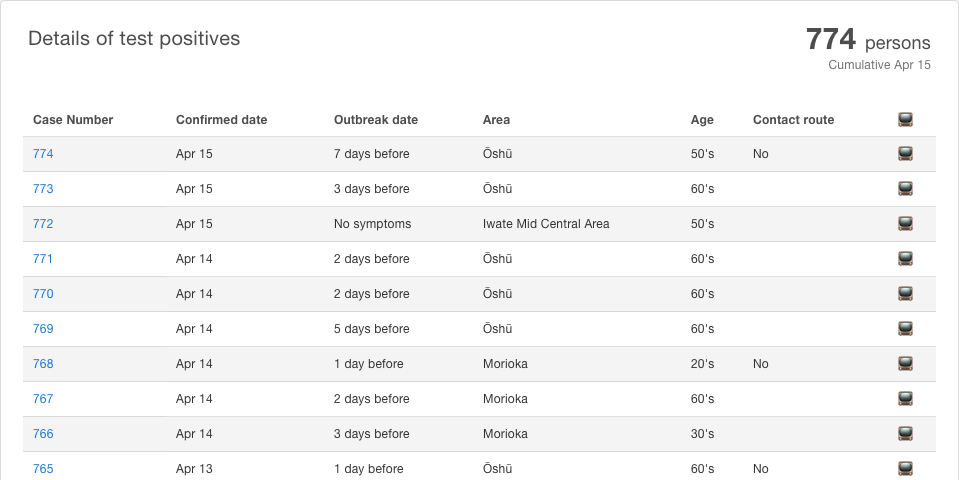 Details of test positives
774 persons
Cumulative Apr 15
Case Number Confirmed date Outbreak date Area Age Contact route
774 Apr 15 7 days before Ōshū 50's No
773 Apr 15 3 days before Ōshū 60's
772 Apr 15 No symptoms Iwate Mid Central Area 50's
771 Apr 14 2 days before Ōshū 60's
770 Apr 14 2 days before Ōshū 60's
769 Apr 14 5 days before Ōshū 60's
768 Apr 14 1 day before Morioka 20's No
767 Apr 14 2 days before Morioka 60's
766 Apr 14 3 days before Morioka 30's
765 Apr 13 1 day before Ōshū 60's No